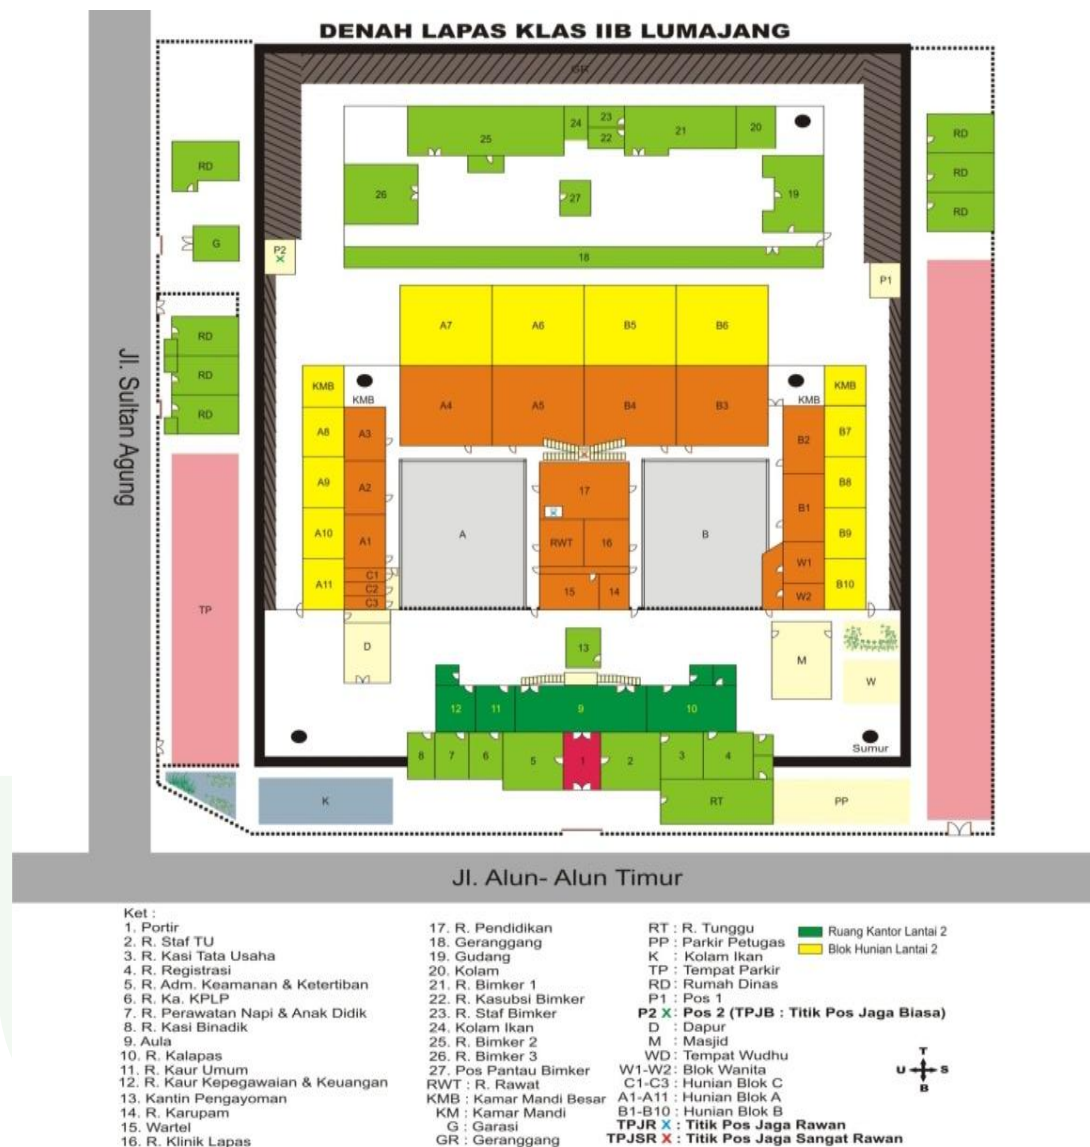 DENAH LAPAS KLAS IIB LUMAJANG
GR
24
23
22
21
20
25
RD
RD
RD
RD
26
27
19
G
P2
X
18
P1
A7
A6
B5
B6
RD
RD
RD
KMB
KMB
KMB
KMB
A4
A5
B4
B3
A8
A3
B2
B7
A9
A2
17
B1
B8
A
B
A10
A1
RWT
16
W1
B9
A11
C1
C2
C3
15
14
W2
B10
TP
Jl. Sultan Agung
D
13
M
W
12
11
9
10
Sumur
8
7
6
5
1
2
3
4
K
RT
PP
Jl. Alun- Alun Timur
Ket :
1. Portir
2. R. Staf TU
3. R. Kasi Tata Usaha
4. R. Registrasi
5. R. Adm. Keamanan & Ketertiban
6. R. Ka. KPLP
7. R. Perawatan Napi & Anak Didik
8. R. Kasi Binadik
9. Aula
10. R. Kalapas
11. R. Kaur Umum
12. R. Kaur Kepegawaian & Keuangan
13. Kantin Pengayoman
14. R. Karupam
15. Wartel
16. R. Klinik Lapas
17. R. Pendidikan
18. Geranggang
19. Gudang
20. Kolam
21. R. Bimker 1
22. R. Kasubsi Bimker
23. R. Staf Bimker
24. Kolam Ikan
25. R. Bimker 2
26. R. Bimker 3
27. Pos Pantau Bimker
RWT : R. Rawat
KMB : Kamar Mandi Besar
KM : Kamar Mandi
G : Garasi
GR : Geranggang
RT : R. Tunggu
PP : Parkir Petugas
K : Kolam Ikan
TP : Tempat Parkir
RD : Rumah Dinas
P1 : Pos 1
P2 X : Pos 2 (TPJB : Titik Pos Jaga Biasa)
D : Dapur
M : Masjid
WD : Tempat Wudhu
W1-W2 : Blok Wanita
C1-C3 : Hunian Blok C
A1-A11 : Hunian Blok A
B1-B10 : Hunian Blok B
TPJR X : Titik Pos Jaga Rawan
TPJSR X : Titik Pos Jaga Sangat Rawan
Ruang Kantor Lantai 2
Blok Hunian Lantai 2
T
U
S
B